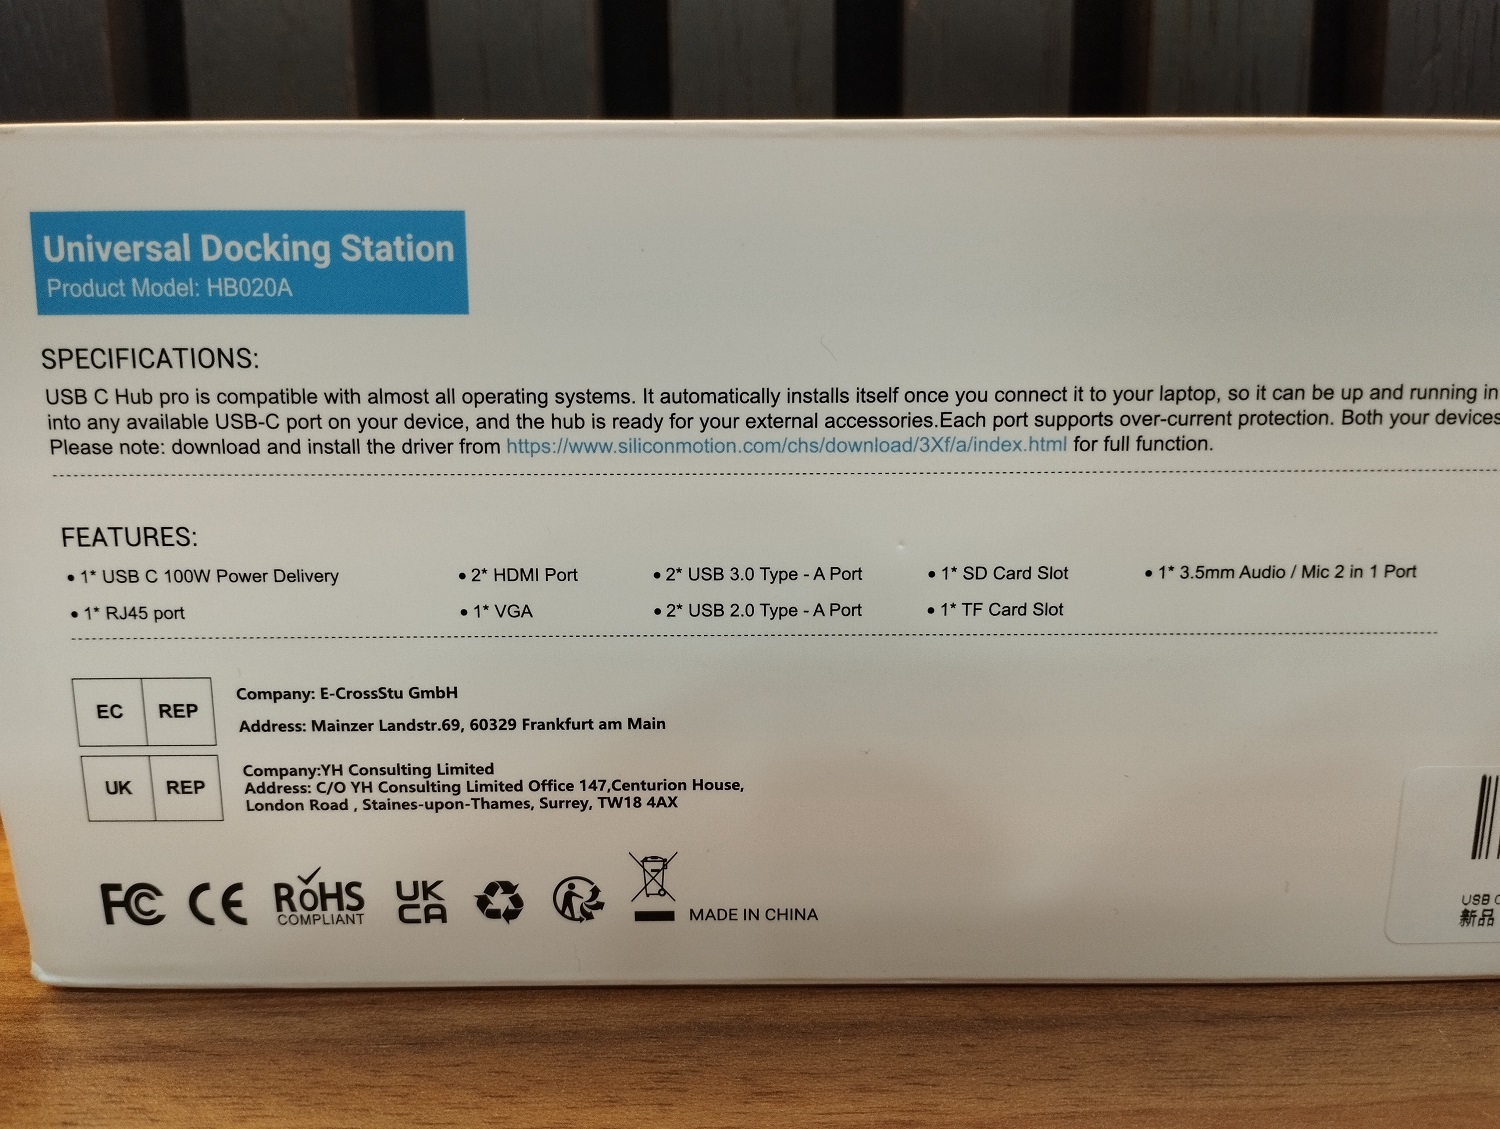 Universal Docking Station
Product Model: HB020A
SPECIFICATIONS:
USB C Hub pro is compatible with almost all operating systems. It automatically installs itself once you connect it to your laptop, so it can be up and running in
into any available USB-C port on your device, and the hub is ready for your external accessories.Each port supports over-current protection. Both your devices
Please note: download and install the driver from https://www.siliconmotion.com/chs/download/3Xf/a/index.html for full function.
FEATURES:
• 1* USB C 100W Power Delivery • 2* HDMI Port • 2* USB 3.0 Type - A Port • 1* SD Card Slot • 1* 3.5mm Audio / Mic 2 in 1 Port
• 1* RJ45 port • 1* VGA • 2* USB 2.0 Type - A Port • 1* TF Card Slot
EC REP
Company: E-CrossStu GmbH
Address: Mainzer Landstr.69, 60329 Frankfurt am Main
UK REP
Company:YH Consulting Limited
Address: C/O YH Consulting Limited Office 147,Centurion House,
London Road , Staines-upon-Thames, Surrey, TW18 4AX
FC CE RoHS COMPLIANT UK CA MADE IN CHINA
USB
新品